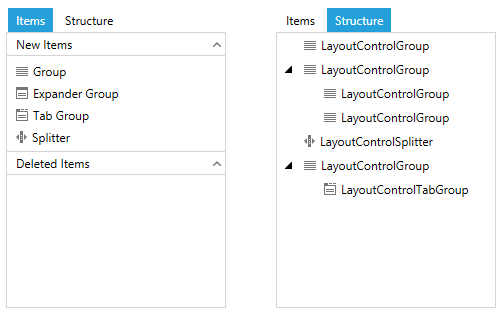 Items Structure
New Items
Group
Expander Group
Tab Group
Splitter
Deleted Items
Items Structure
LayoutControlGroup
LayoutControlGroup
LayoutControlGroup
LayoutControlGroup
LayoutControlSplitter
LayoutControlGroup
LayoutControlTabGroup